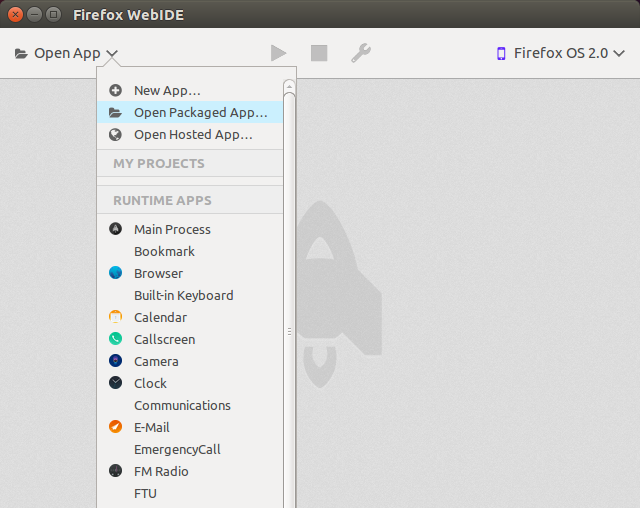 Firefox WebIDE
Open App
Firefox OS 2.0
New App...
Open Packaged App...
Open Hosted App...
MY PROJECTS
RUNTIME APPS
Main Process
Bookmark
Browser
Built-in Keyboard
Calendar
Callscreen
Camera
Clock
Communications
E-Mail
EmergencyCall
FM Radio
FTU